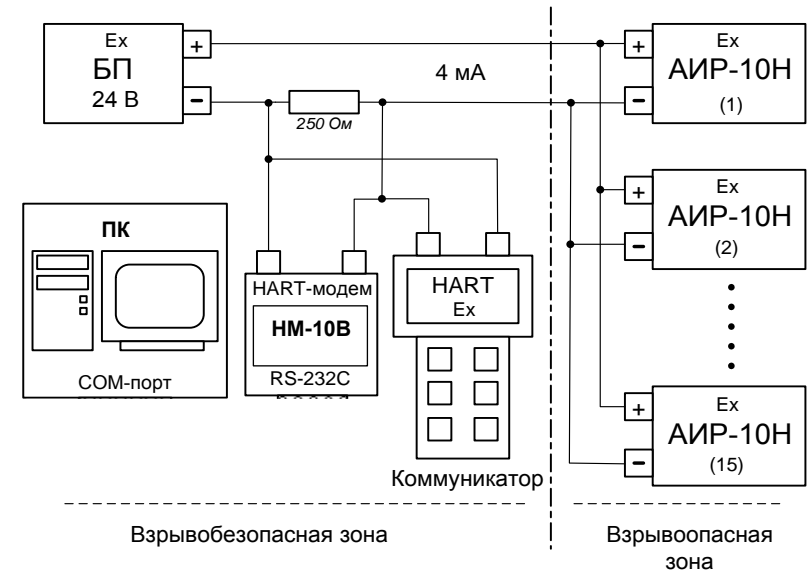 Ex
БП
24 В
+
−
4 мА
250 Ом
+
Ex
АИР-10Н
(1)
−
+
Ex
АИР-10Н
(2)
−
ПК
COM-порт
HART-модем
НМ-10В
RS-232C
HART
Ex
Коммуникатор
+
Ex
АИР-10Н
(15)
−
Взрывобезопасная зона
Взрывоопасная
зона